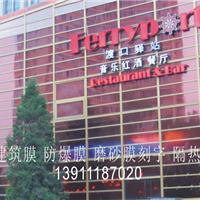 Ferryport
渡口驿站
音乐红酒餐厅
Restaurant & Bar
建筑膜 防爆膜 磨砂膜刻字 隔热
13911187020